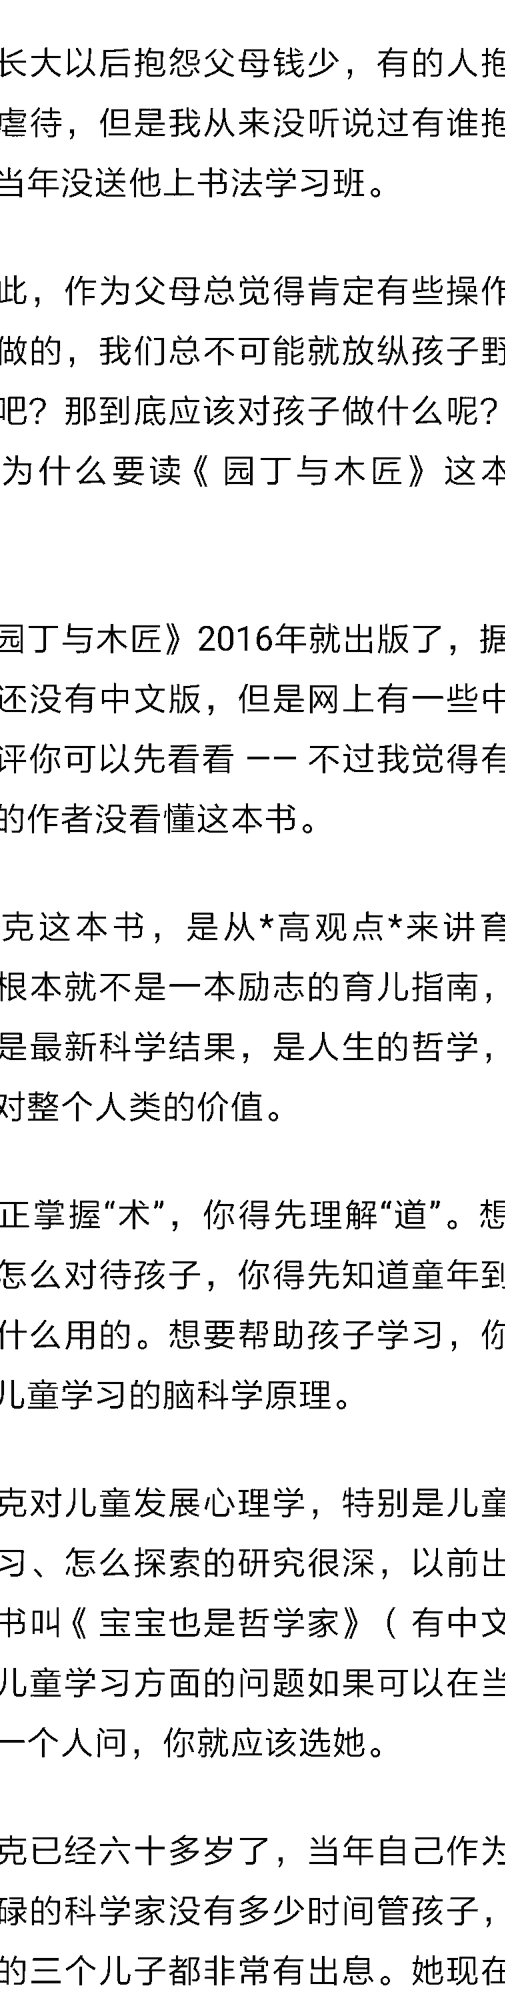 长大以后抱怨父母钱少，有的人抱
虐待，但是我从来没听说过有谁抱
当年没送他上书法学习班。
此，作为父母总觉得肯定有些操作
做的，我们总不可能就放纵孩子野
吧？那到底应该对孩子做什么呢？
为什么要读《园丁与木匠》这本
园丁与木匠》2016年就出版了，据
还没有中文版，但是网上有一些中
评你可以先看看 —— 不过我觉得有
的作者没看懂这本书。
克这本书，是从*高观点*来讲育
根本就不是一本励志的育儿指南，
是最新科学结果，是人生的哲学，
对整个人类的价值。
正掌握“术”，你得先理解“道”。想
怎么对待孩子，你得先知道童年到
什么用的。想要帮助孩子学习，你
儿童学习的脑科学原理。
克对儿童发展心理学，特别是儿童
习、怎么探索的研究很深，以前出
书叫《宝宝也是哲学家》（有中文
儿童学习方面的问题如果可以在当
一个人问，你就应该选她。
克已经六十多岁了，当年自己作为
碌的科学家没有多少时间管孩子，
的三个儿子都非常有出息。她现在